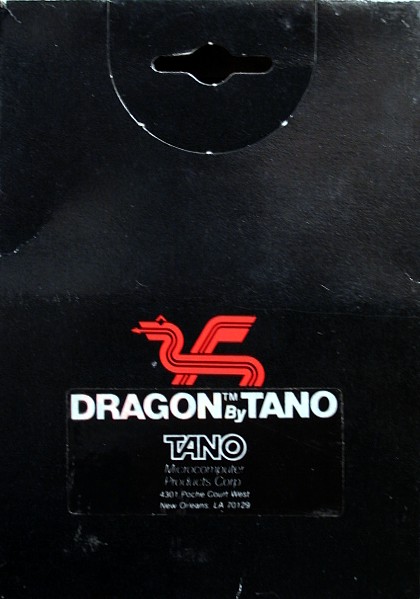 DRAGON™ By TANO
TANO
Microcomputer
Products Corp.
4301 Poche Court West
New Orleans, LA 70129